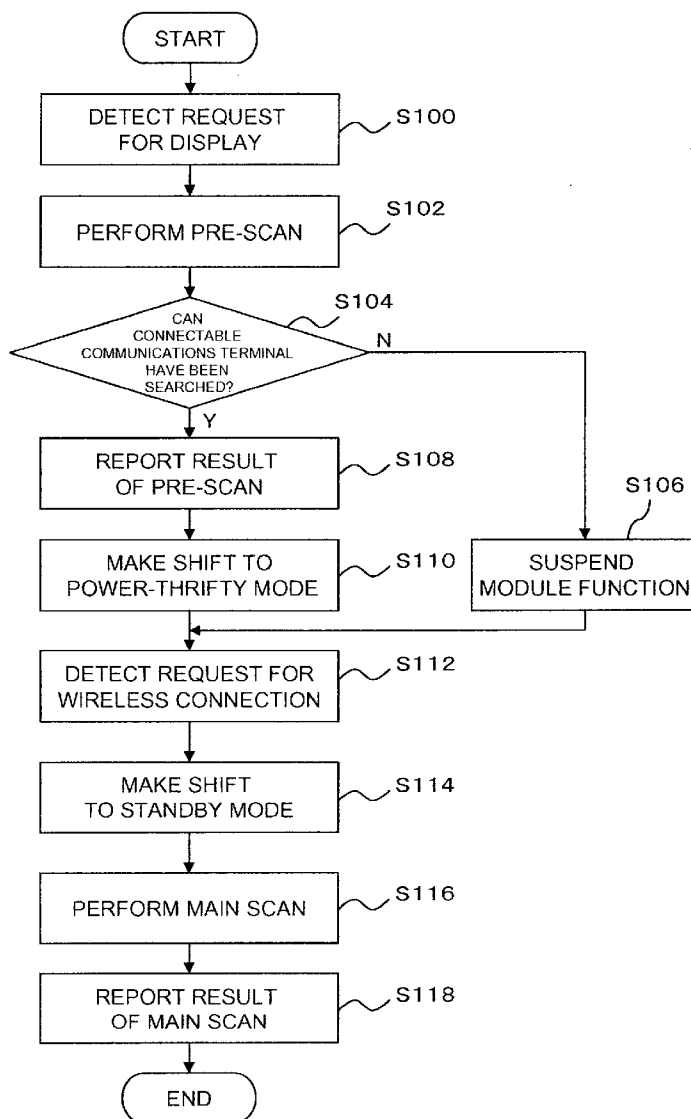 START
DETECT REQUEST
FOR DISPLAY
S100
PERFORM PRE-SCAN
S102
CAN
CONNECTABLE
COMMUNICATIONS TERMINAL
HAVE BEEN
SEARCHED?
S104
N
Y
REPORT RESULT
OF PRE-SCAN
S108
S106
MAKE SHIFT TO
POWER-THRIFTY MODE
S110
SUSPEND
MODULE FUNCTION
DETECT REQUEST FOR
WIRELESS CONNECTION
S112
MAKE SHIFT
TO STANDBY MODE
S114
PERFORM MAIN SCAN
S116
REPORT RESULT
OF MAIN SCAN
S118
END